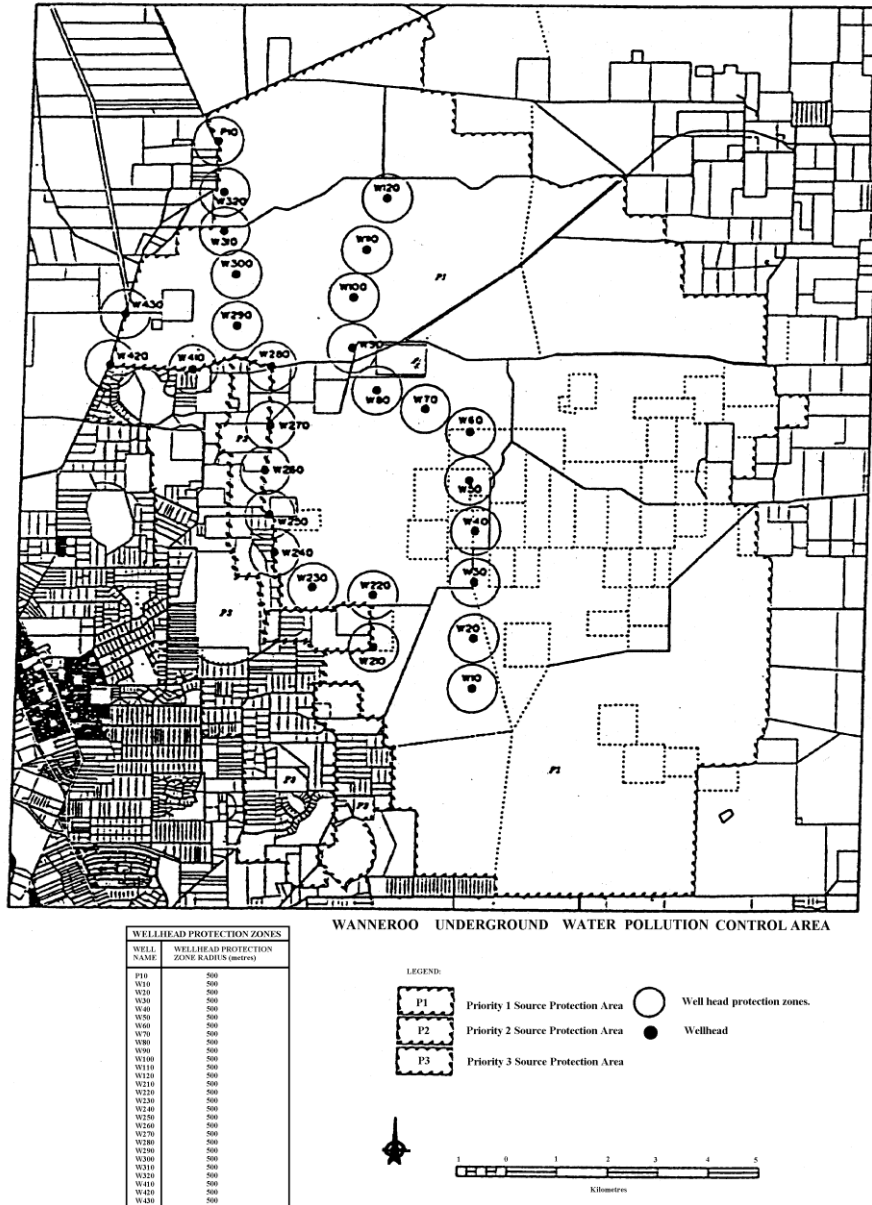 P10
W320
W310
W120
W110
W300
P1
W100
W430
W290
W90
W420
W410
W280
W80
W70
W270
W60
P2
W260
W50
W250
W40
W240
W230
W220
W30
P3
W210
W20
W10
P3
P1
P2
WANNEROO UNDERGROUND WATER POLLUTION CONTROL AREA
WELLHEAD PROTECTION ZONES
WELL NAME WELLHEAD PROTECTION ZONE RADIUS (metres)
P10 500
W10 500
W20 500
W30 500
W40 500
W50 500
W60 500
W70 500
W80 500
W90 500
W100 500
W110 500
W120 500
W210 500
W220 500
W230 500
W240 500
W250 500
W260 500
W270 500
W280 500
W290 500
W300 500
W310 500
W320 500
W410 500
W420 500
W430 500
LEGEND:
P1 Priority 1 Source Protection Area
P2 Priority 2 Source Protection Area
P3 Priority 3 Source Protection Area
Well head protection zones.
Wellhead
1 0 1 2 3 4 5
Kilometres